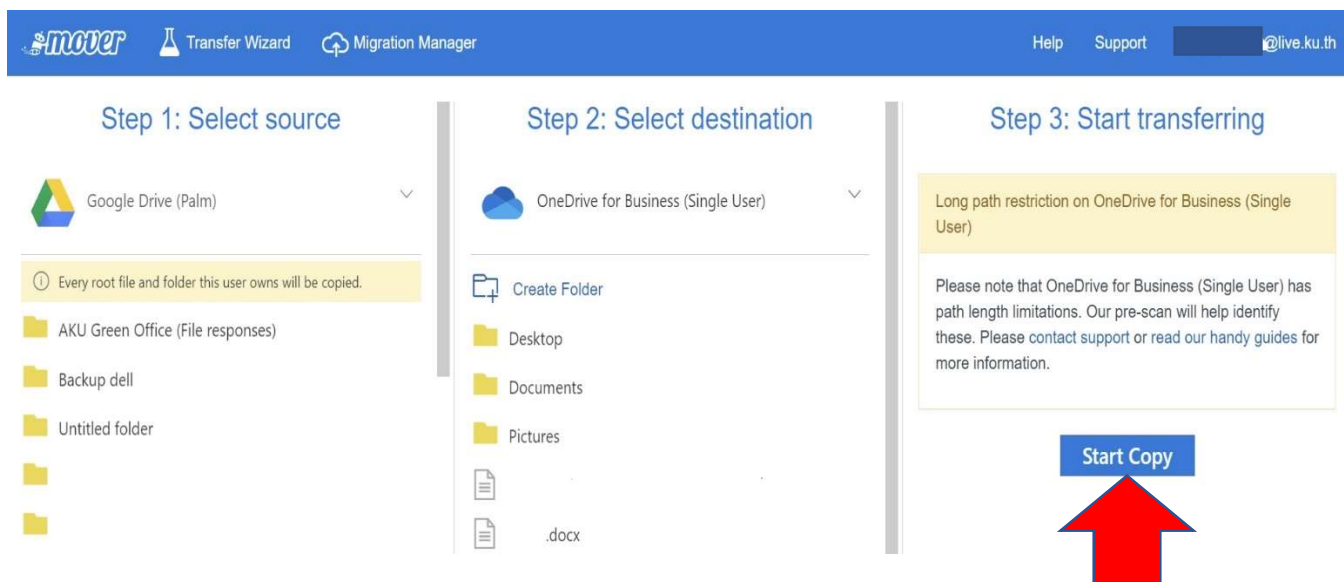 mover Transfer Wizard Migration Manager Help Support @live.ku.th
Step 1: Select source
Google Drive (Palm)
Every root file and folder this user owns will be copied.
AKU Green Office (File responses)
Backup dell
Untitled folder
Step 2: Select destination
OneDrive for Business (Single User)
Create Folder
Desktop
Documents
Pictures
.docx
Step 3: Start transferring
Long path restriction on OneDrive for Business (Single
User)
Please note that OneDrive for Business (Single User) has
path length limitations. Our pre-scan will help identify
these. Please contact support or read our handy guides for
more information.
Start Copy